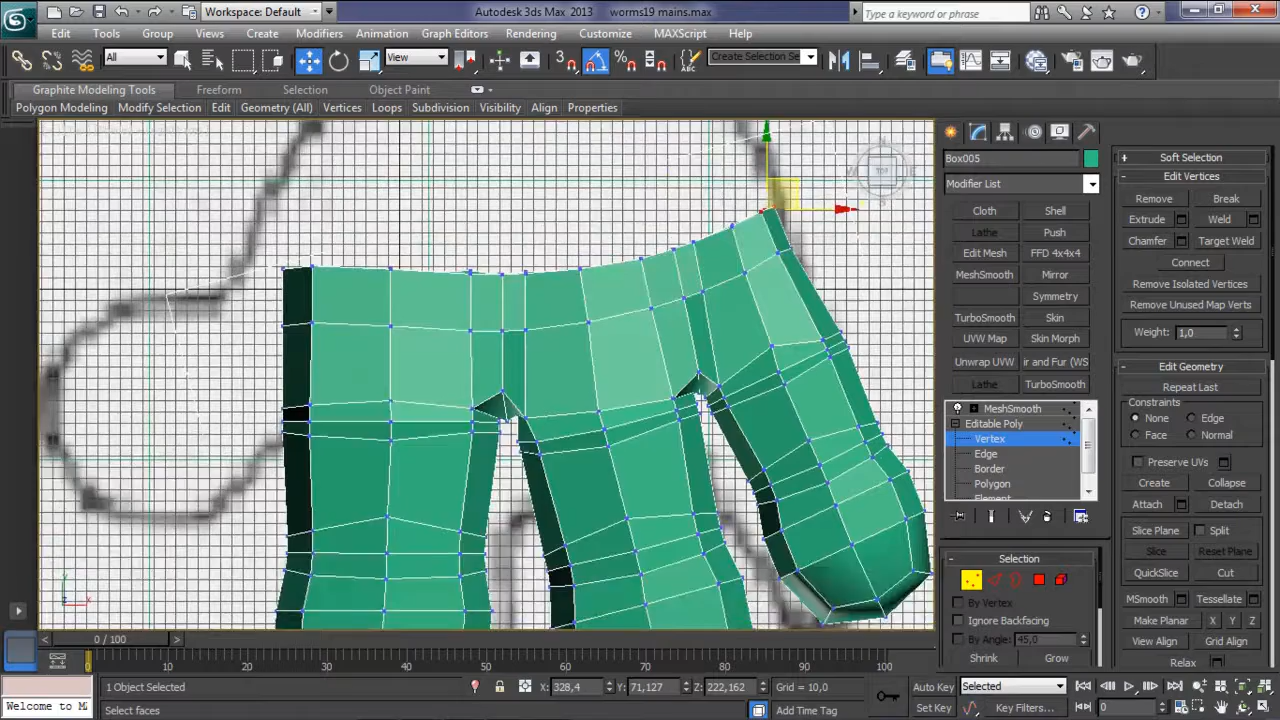 Workspace: Default
Autodesk 3ds Max 2013 worms19 mains.max
Type a keyword or phrase
Edit Tools Group Views Create Modifiers Animation Graph Editors Rendering Customize MAXScript Help
All View Create Selection Se
Graphite Modeling Tools Freeform Selection Object Paint
Polygon Modeling Modify Selection Edit Geometry (All) Vertices Loops Subdivision Visibility Align Properties
N
W TOP E
Box005
Modifier List
Cloth Shell
Lathe Push
Edit Mesh FFD 4x4x4
MeshSmooth Mirror
Symmetry
TurboSmooth Skin
UVW Map Skin Morph
Unwrap UVW ir and Fur (WS
Lathe TurboSmooth
MeshSmooth
Editable Poly
Vertex
Edge
Border
Polygon
Element
Selection
By Vertex
Ignore Backfacing
By Angle: 45,0
Shrink Grow
Soft Selection
Edit Vertices
Remove Break
Extrude Weld
Chamfer Target Weld
Connect
Remove Isolated Vertices
Remove Unused Map Verts
Weight: 1,0
Edit Geometry
Repeat Last
Constraints
None Edge
Face Normal
Preserve UVs
Create Collapse
Attach Detach
Slice Plane Split
Slice Reset Plane
QuickSlice Cut
MSmooth Tessellate
Make Planar X Y Z
View Align Grid Align
Relax
0 / 100
0 10 20 30 40 50 60 70 80 90 100
1 Object Selected X: 328,4 Y: 71,127 Z: 222,162 Grid = 10,0 Auto Key Selected
Welcome to M Select faces Add Time Tag Set Key Key Filters... 0